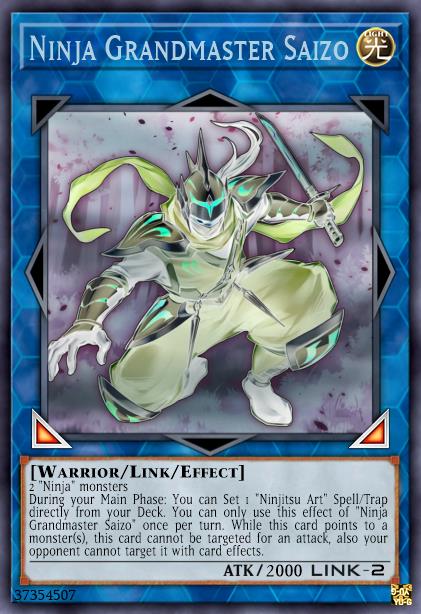 NINJA GRANDMASTER SAIZO
LIGHT
光
[WARRIOR/LINK/EFFECT]
2 "Ninja" monsters
During your Main Phase: You can Set 1 "Ninjitsu Art" Spell/Trap
directly from your Deck. You can only use this effect of "Ninja
Grandmaster Saizo" once per turn. While this card points to a
monster(s), this card cannot be targeted for an attack, also your
opponent cannot target it with card effects.
ATK/2000 LINK-2
37354507